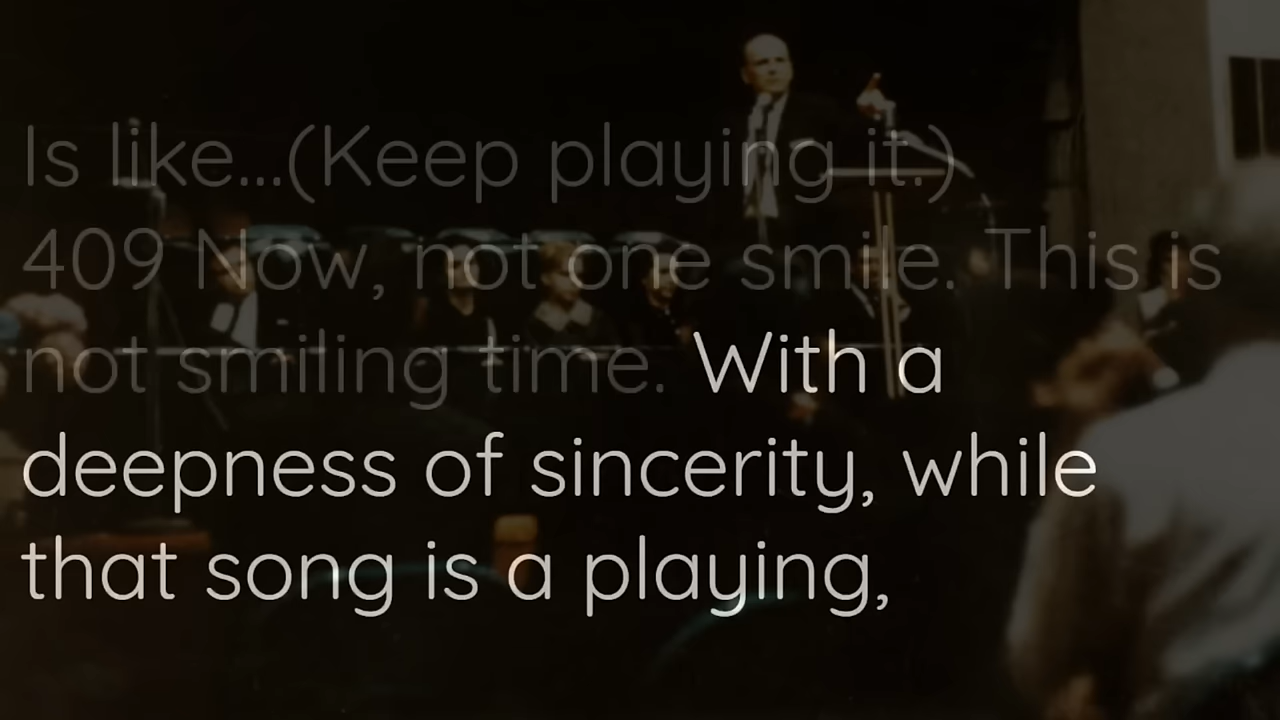 Is like...(Keep playing it.)
409 Now, not one smile. This is
not smiling time. With a
deepness of sincerity, while
that song is a playing,